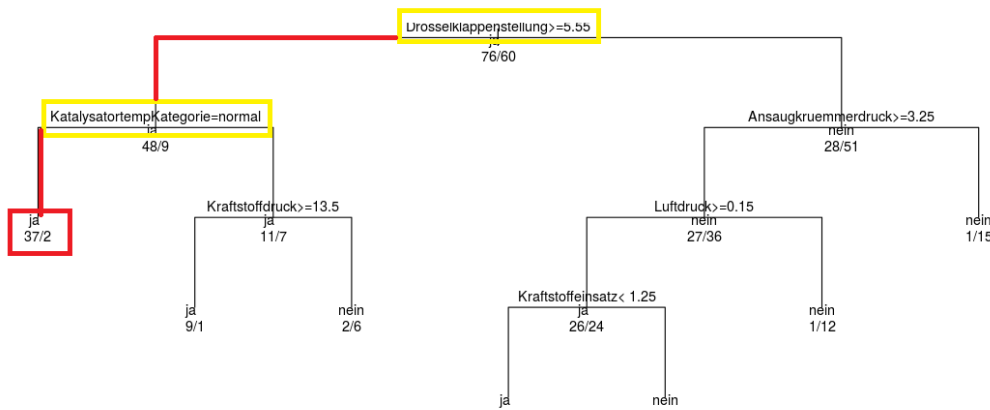 Drosselklappenstellung>=5.55
ja
76/60
KatalysatortempKategorie=normal
ja
48/9
Ansaugkruemmerdruck>=3.25
nein
28/51
ja
37/2
Kraftstoffdruck>=13.5
ja
11/7
Luftdruck>=0.15
nein
27/36
nein
1/15
ja
9/1
nein
2/6
Kraftstoffeinsatz< 1.25
ja
26/24
nein
1/12
ja
nein